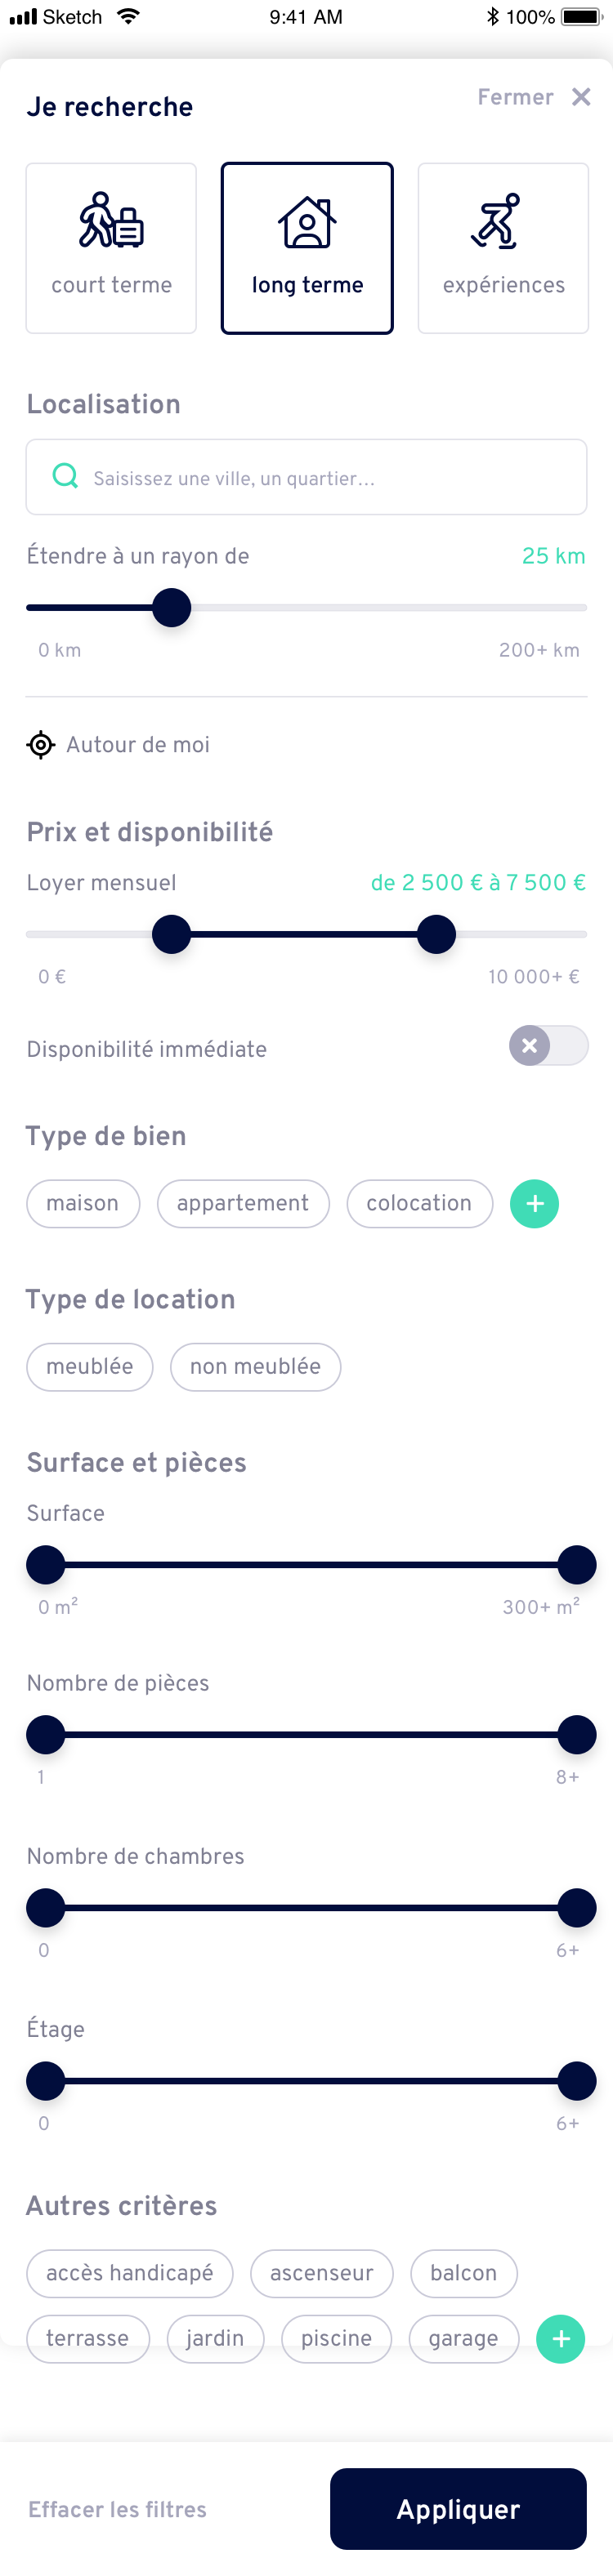 Sketch 9:41 AM 100%
Je recherche Fermer
court terme long terme expériences
Localisation
Saisissez une ville, un quartier...
Étendre à un rayon de 25 km
0 km 200+ km
Autour de moi
Prix et disponibilité
Loyer mensuel de 2 500 € à 7 500 €
0 € 10 000+ €
Disponibilité immédiate
Type de bien
maison appartement colocation +
Type de location
meublée non meublée
Surface et pièces
Surface
0 m² 300+ m²
Nombre de pièces
1 8+
Nombre de chambres
0 6+
Étage
0 6+
Autres critères
accès handicapé ascenseur balcon
terrasse jardin piscine garage +
Effacer les filtres Appliquer